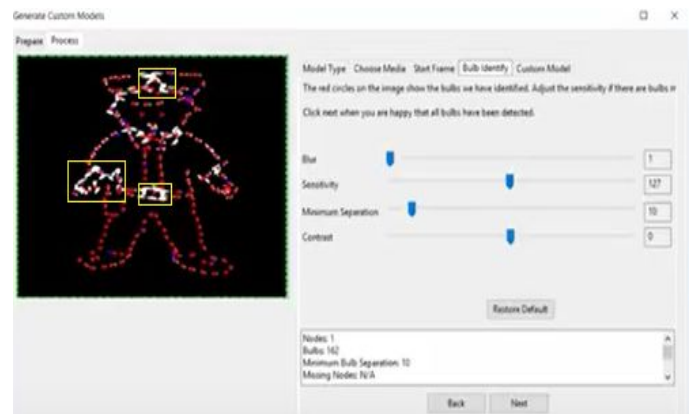 Generate Custom Models
Prepare Process
Model Type Choose Media Start Frame Bulb Identify Custom Model
The red circles on the image show the bulbs we have identified. Adjust the sensitivity if there are bulbs m
Click next when you are happy that all bulbs have been detected.
Blur 1
Sensitivity 127
Minimum Separation 10
Contrast 0
Restore Default
Nodes: 1
Bulbs: 162
Minimum Bulb Separation: 10
Missing Nodes: N/A
Back Next